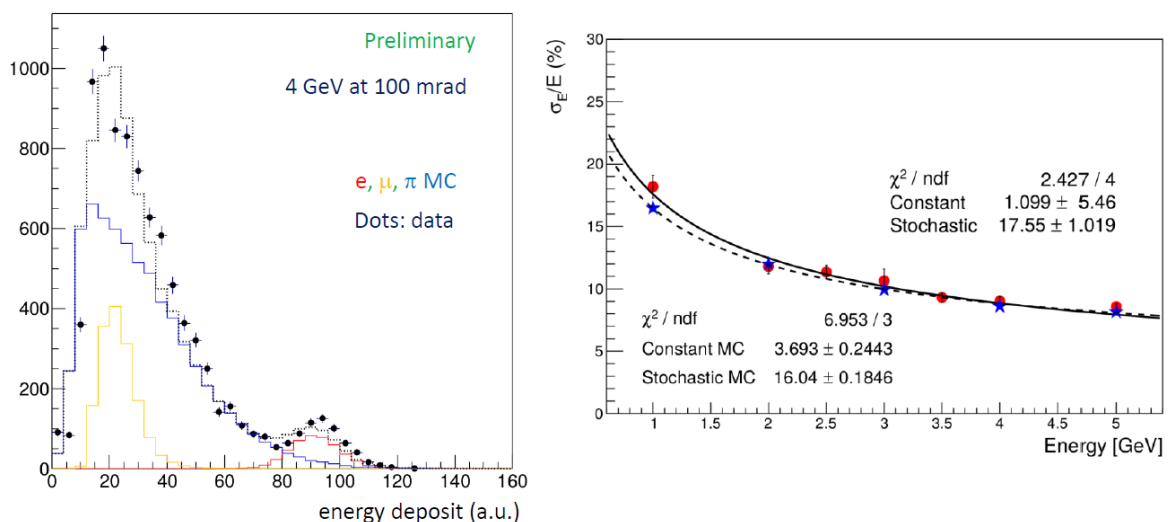 Preliminary
4 GeV at 100 mrad
e, μ, π MC
Dots: data
1000
800
600
400
200
0
0 20 40 60 80 100 120 140 160
energy deposit (a.u.)
σE/E (%)
30
25
20
15
10
5
0
χ² / ndf 2.427 / 4
Constant 1.099 ± 5.46
Stochastic 17.55 ± 1.019
χ² / ndf 6.953 / 3
Constant MC 3.693 ± 0.2443
Stochastic MC 16.04 ± 0.1846
1 1.5 2 2.5 3 3.5 4 4.5 5
Energy [GeV]